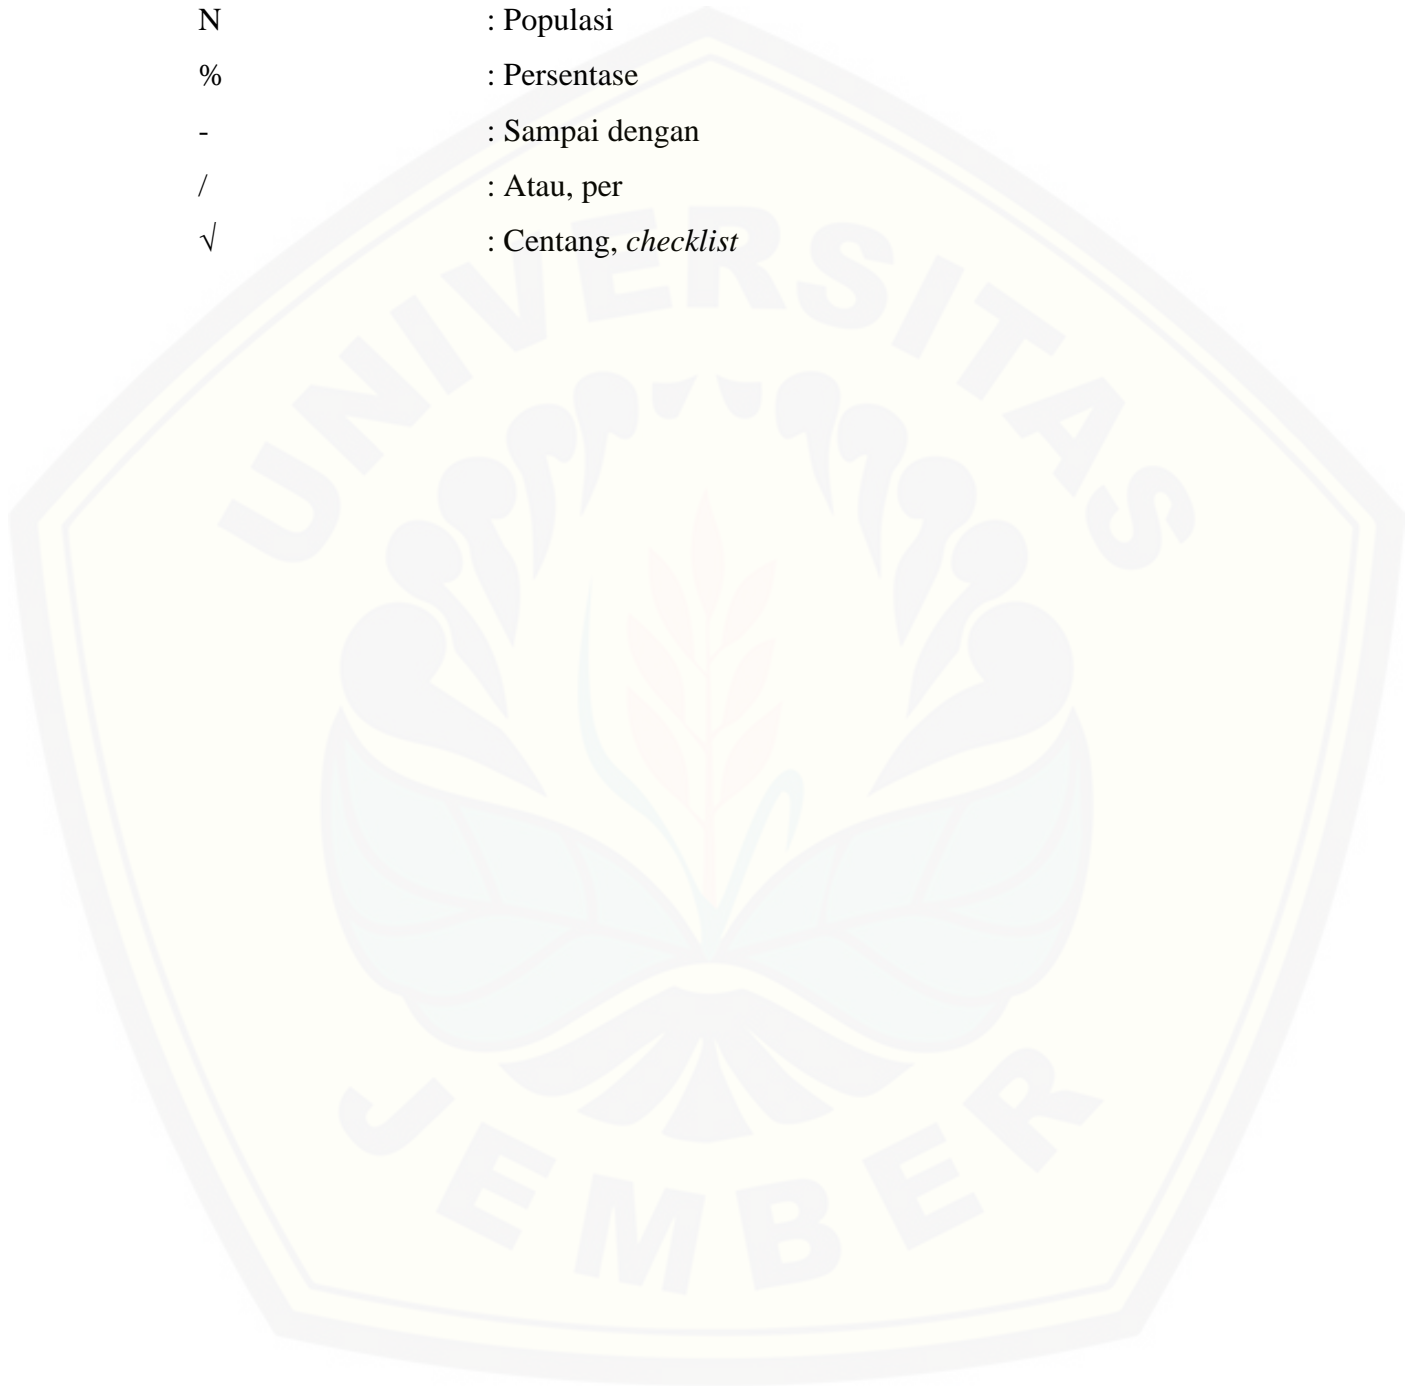 N : Populasi
% : Persentase
- : Sampai dengan
/ : Atau, per
√ : Centang, checklist
UNIVERSITAS
JEMBER